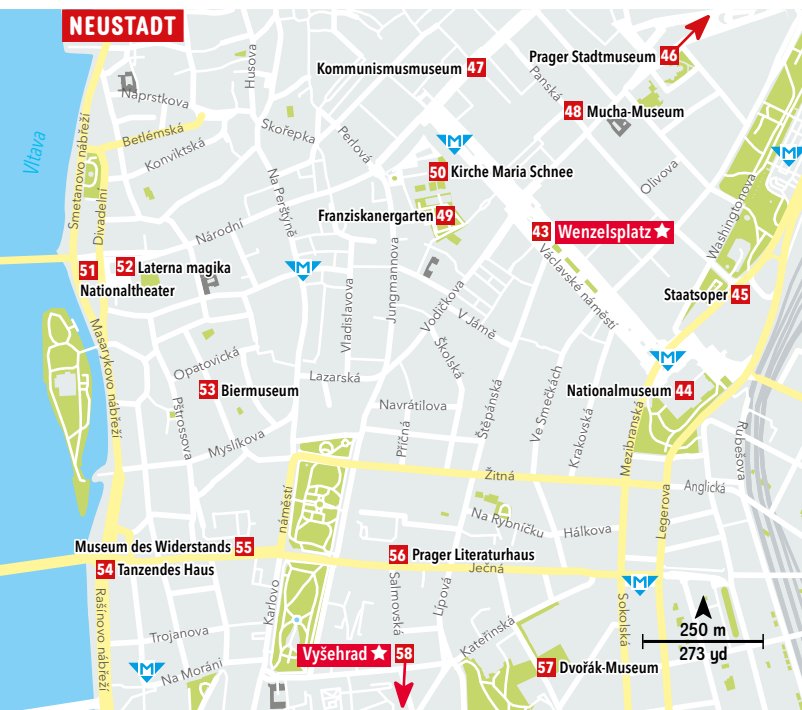 NEUSTADT
Kommunismusmuseum 47
Prager Stadtmuseum 46
48 Mucha-Museum
50 Kirche Maria Schnee
Franziskanergarten 49
43 Wenzelsplatz
51
Nationaltheater
52 Laterna magika
Staatsoper 45
53 Biermuseum
Nationalmuseum 44
Museum des Widerstands 55
54 Tanzendes Haus
56 Prager Literaturhaus
57 Dvořák-Museum
Vyšehrad 58
Vltava
Smetanovo nábřeží
Divadelní
Náprstkova
Betlémská
Konviktská
Husova
Skořepka
Perlová
Na Perštýně
Národní
Panská
Olivova
Washingtonova
Václavské náměstí
Jungmannova
Vladislavova
Vodičkova
V Jámě
Školská
Lazarská
Opatovická
Pštrossova
Myslíkova
Masarykovo nábřeží
Navrátilova
Příčná
Štěpánská
Ve Smečkách
Krakovská
Mezibranská
Žitná
Legerova
Rubešova
Anglická
Na Rybníčku
Hálkova
Ječná
Karlovo
náměstí
Salmovská
Lípová
Kateřinská
Sokolská
Rašínovo nábřeží
Trojanova
Na Moráni
M
M
M
M
M
M
250 m
273 yd